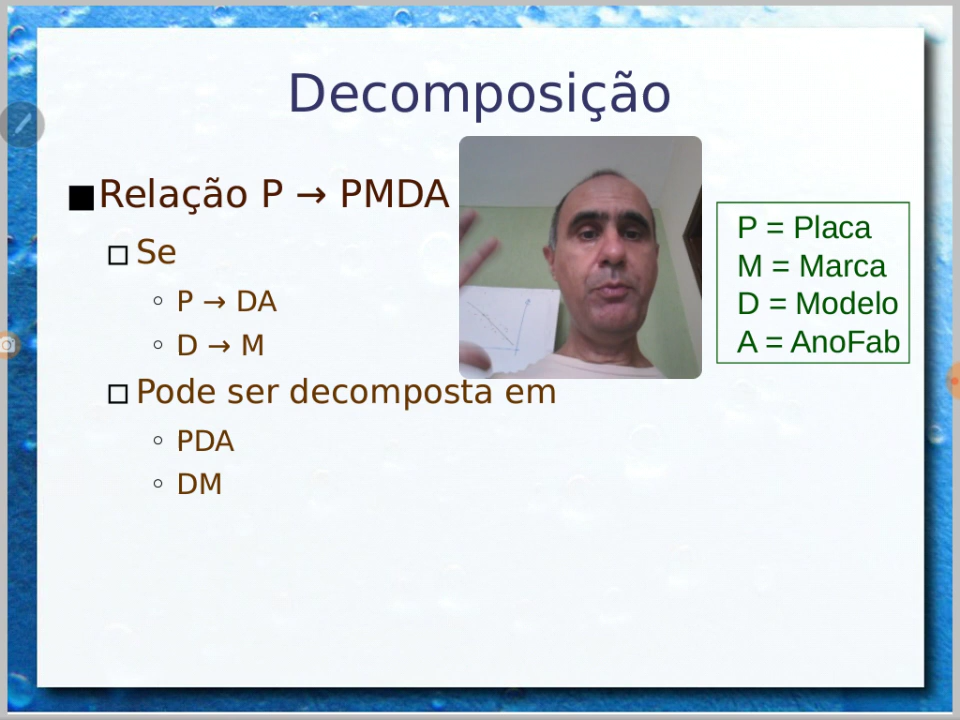 Decomposição
Relação P → PMDA
Se
P → DA
D → M
Pode ser decomposta em
PDA
DM
P = Placa
M = Marca
D = Modelo
A = AnoFab